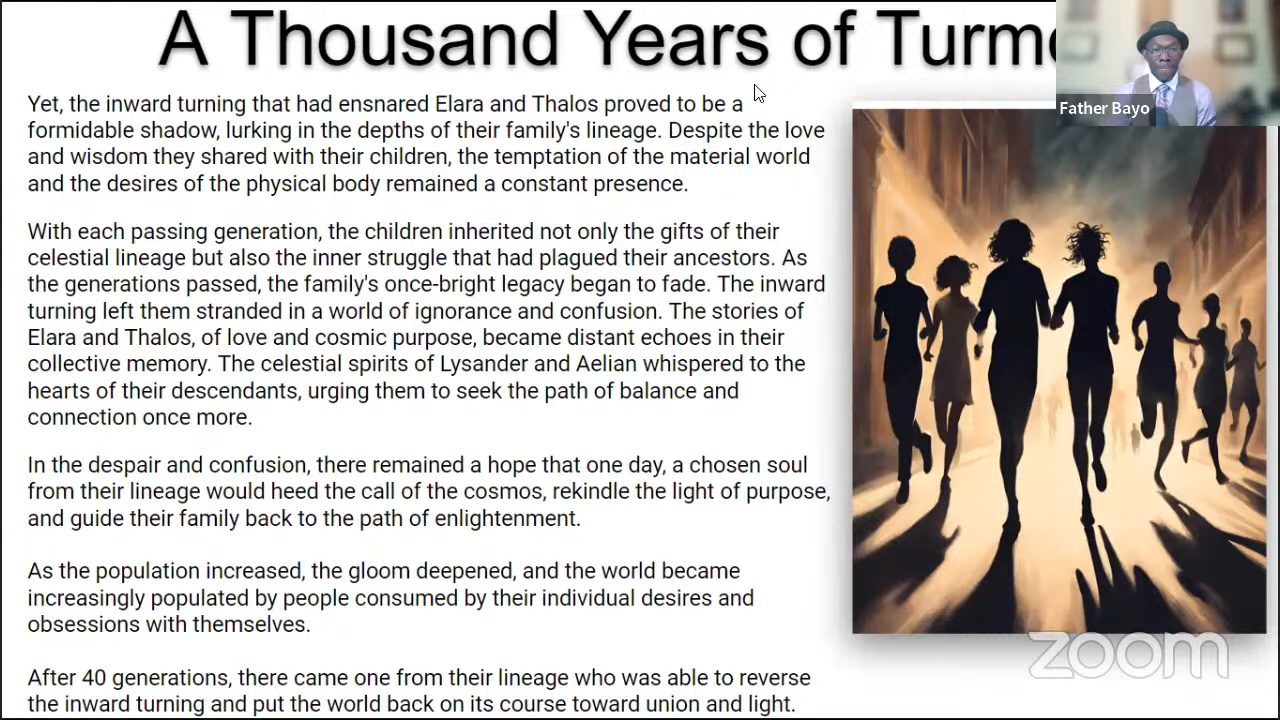 A Thousand Years of Turmo
Father Bayo
Yet, the inward turning that had ensnared Elara and Thalos proved to be a
formidable shadow, lurking in the depths of their family's lineage. Despite the love
and wisdom they shared with their children, the temptation of the material world
and the desires of the physical body remained a constant presence.
With each passing generation, the children inherited not only the gifts of their
celestial lineage but also the inner struggle that had plagued their ancestors. As
the generations passed, the family's once-bright legacy began to fade. The inward
turning left them stranded in a world of ignorance and confusion. The stories of
Elara and Thalos, of love and cosmic purpose, became distant echoes in their
collective memory. The celestial spirits of Lysander and Aelian whispered to the
hearts of their descendants, urging them to seek the path of balance and
connection once more.
In the despair and confusion, there remained a hope that one day, a chosen soul
from their lineage would heed the call of the cosmos, rekindle the light of purpose,
and guide their family back to the path of enlightenment.
As the population increased, the gloom deepened, and the world became
increasingly populated by people consumed by their individual desires and
obsessions with themselves.
After 40 generations, there came one from their lineage who was able to reverse
the inward turning and put the world back on its course toward union and light.
zoom